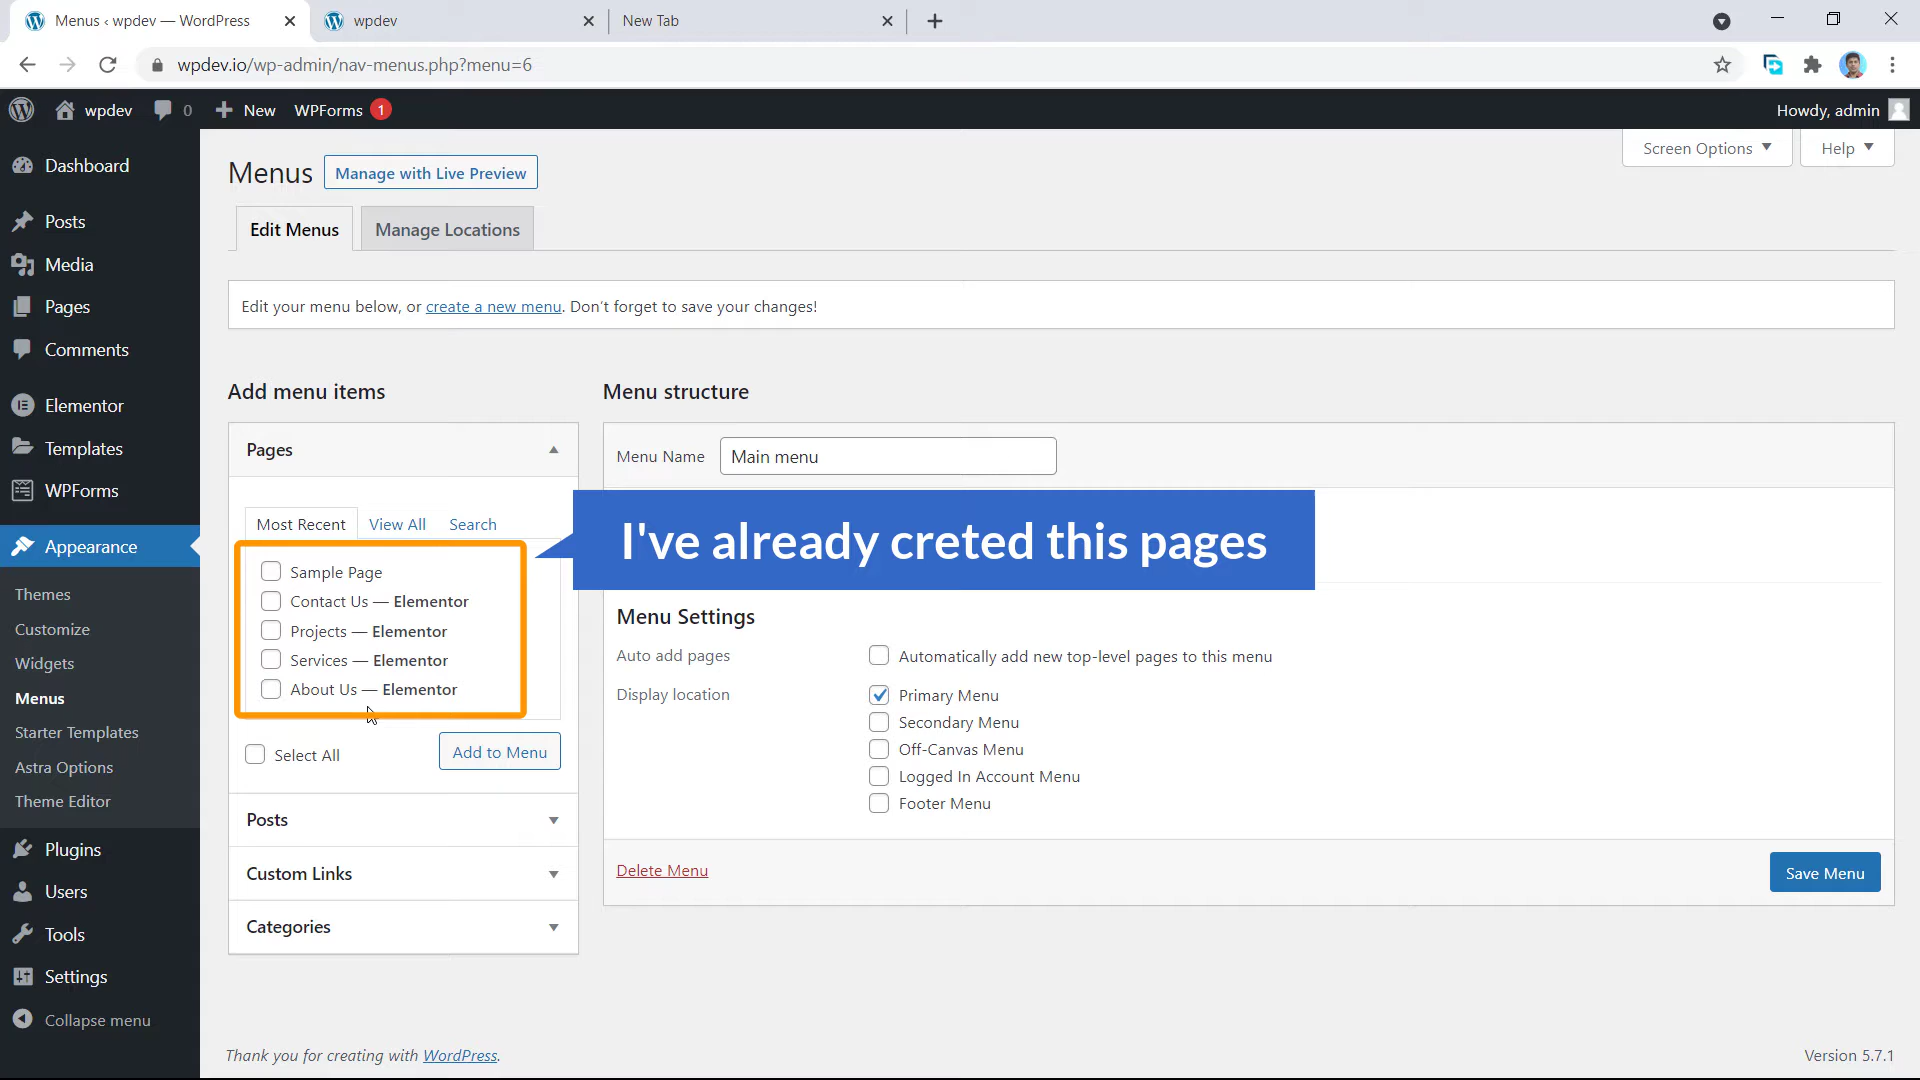 Menus ‹ wpdev — WordPress
wpdev
New Tab
wpdev.io/wp-admin/nav-menus.php?menu=6
wpdev
0
New
WPForms 1
Howdy, admin
Dashboard
Posts
Media
Pages
Comments
Elementor
Templates
WPForms
Appearance
Themes
Customize
Widgets
Menus
Starter Templates
Astra Options
Theme Editor
Plugins
Users
Tools
Settings
Collapse menu
Screen Options
Help
Menus
Manage with Live Preview
Edit Menus
Manage Locations
Edit your menu below, or create a new menu. Don't forget to save your changes!
Add menu items
Pages
Most Recent
View All
Search
Sample Page
Contact Us — Elementor
Projects — Elementor
Services — Elementor
About Us — Elementor
Select All
Add to Menu
Posts
Custom Links
Categories
Menu structure
Menu Name
Main menu
I've already creted this pages
Menu Settings
Auto add pages
Automatically add new top-level pages to this menu
Display location
Primary Menu
Secondary Menu
Off-Canvas Menu
Logged In Account Menu
Footer Menu
Delete Menu
Save Menu
Thank you for creating with WordPress.
Version 5.7.1